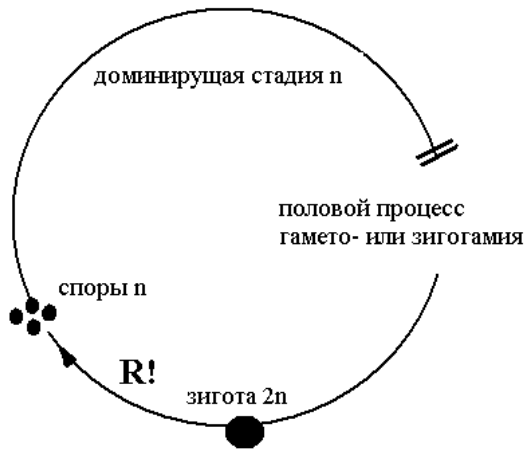 доминирущая стадия n
половой процесс
гамето- или зигогамия
споры n
R!
зигота 2n